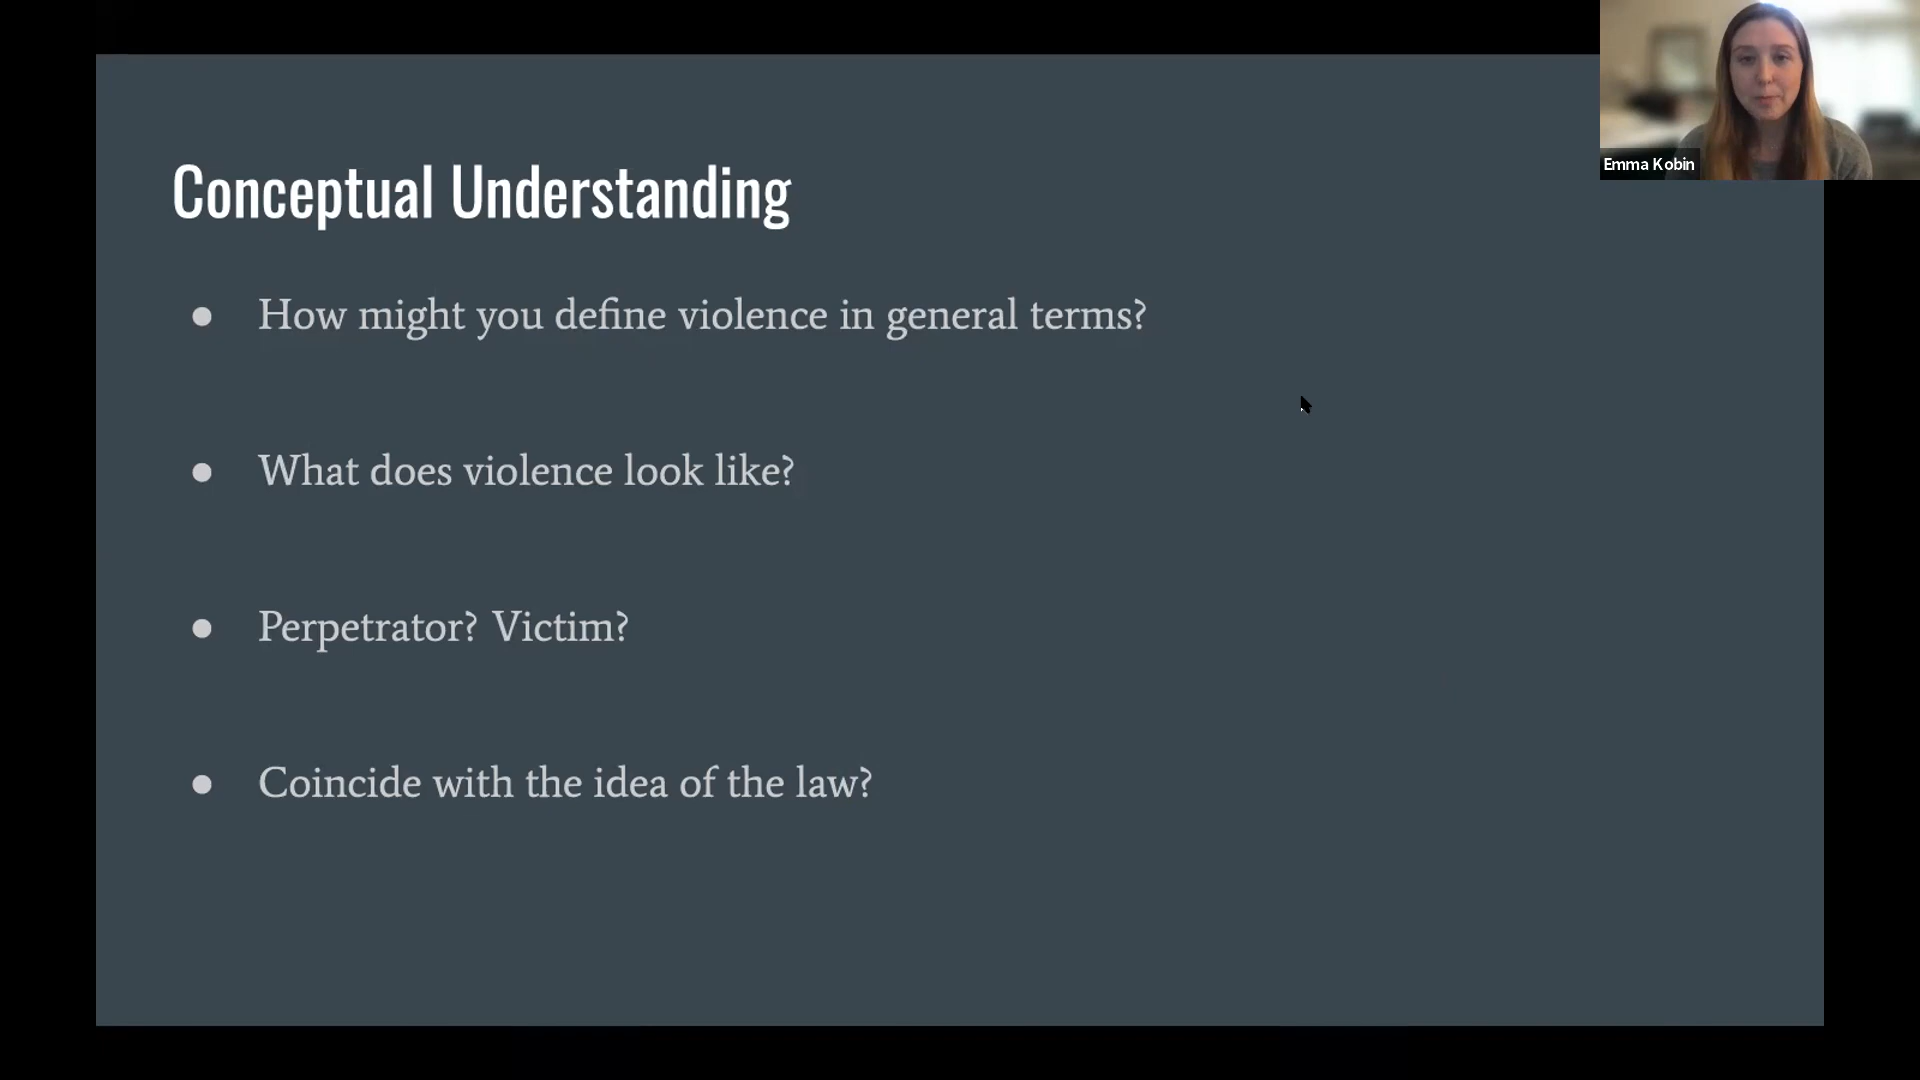 Conceptual Understanding
● How might you define violence in general terms?
● What does violence look like?
● Perpetrator? Victim?
● Coincide with the idea of the law?
Emma Kobin